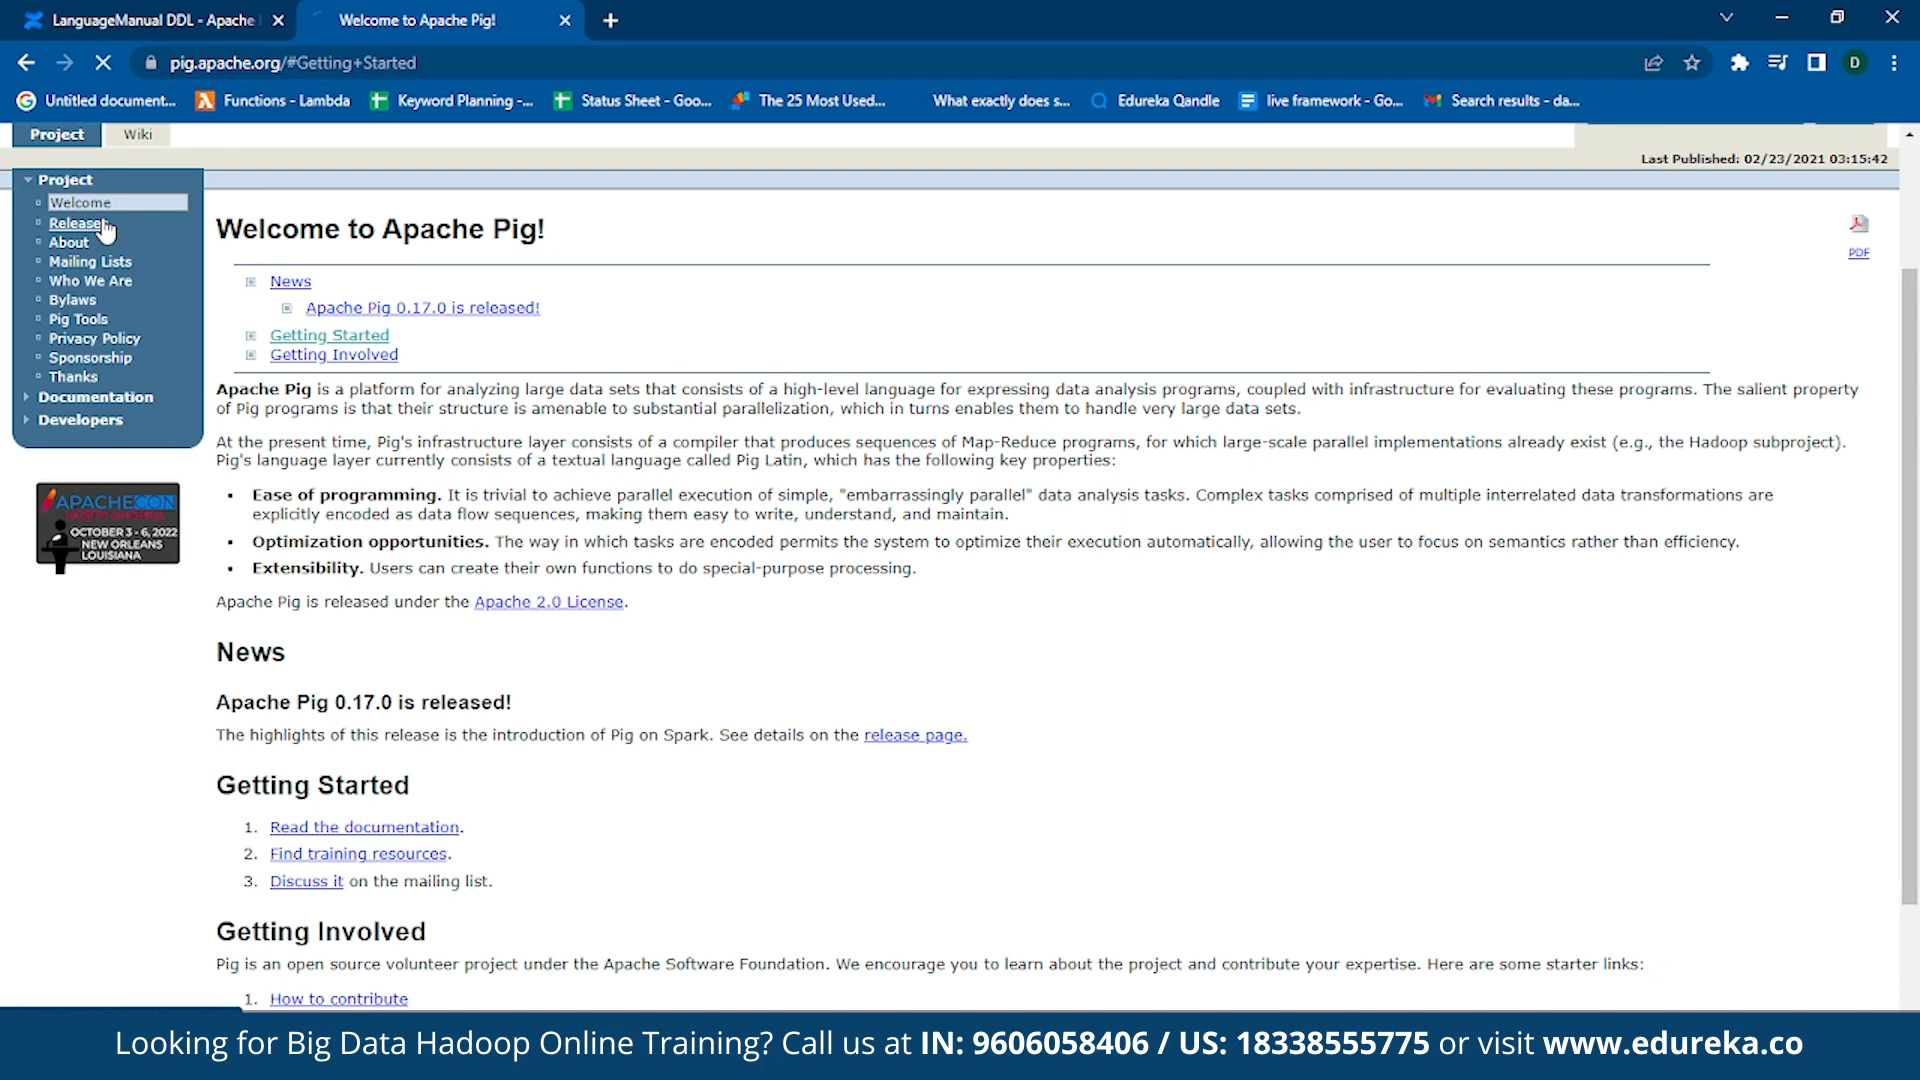 LanguageManual DDL - Apache
Welcome to Apache Pig!
pig.apache.org/#Getting+Started
D
Untitled document...
Functions - Lambda
Keyword Planning -...
Status Sheet - Goo...
The 25 Most Used...
What exactly does s...
Edureka Qandle
live framework - Go...
Search results - da...
Project
Wiki
Last Published: 02/23/2021 03:15:42
Project
Welcome
Releases
About
Mailing Lists
Who We Are
Bylaws
Pig Tools
Privacy Policy
Sponsorship
Thanks
Documentation
Developers
APACHECON
OCTOBER 3 - 6, 2022
NEW ORLEANS
LOUISIANA
Welcome to Apache Pig!
PDF
News
Apache Pig 0.17.0 is released!
Getting Started
Getting Involved
Apache Pig is a platform for analyzing large data sets that consists of a high-level language for expressing data analysis programs, coupled with infrastructure for evaluating these programs. The salient property
of Pig programs is that their structure is amenable to substantial parallelization, which in turns enables them to handle very large data sets.
At the present time, Pig's infrastructure layer consists of a compiler that produces sequences of Map-Reduce programs, for which large-scale parallel implementations already exist (e.g., the Hadoop subproject).
Pig's language layer currently consists of a textual language called Pig Latin, which has the following key properties:
Ease of programming. It is trivial to achieve parallel execution of simple, "embarrassingly parallel" data analysis tasks. Complex tasks comprised of multiple interrelated data transformations are
explicitly encoded as data flow sequences, making them easy to write, understand, and maintain.
Optimization opportunities. The way in which tasks are encoded permits the system to optimize their execution automatically, allowing the user to focus on semantics rather than efficiency.
Extensibility. Users can create their own functions to do special-purpose processing.
Apache Pig is released under the Apache 2.0 License.
News
Apache Pig 0.17.0 is released!
The highlights of this release is the introduction of Pig on Spark. See details on the release page.
Getting Started
1. Read the documentation.
2. Find training resources.
3. Discuss it on the mailing list.
Getting Involved
Pig is an open source volunteer project under the Apache Software Foundation. We encourage you to learn about the project and contribute your expertise. Here are some starter links:
1. How to contribute
Looking for Big Data Hadoop Online Training? Call us at IN: 9606058406 / US: 18338555775 or visit www.edureka.co